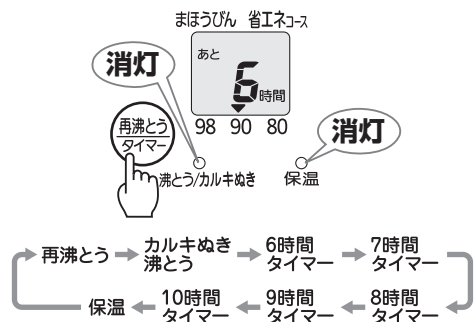 まほうびん 省エネコース
消灯
あと
6時間
98 90 80
再沸とう
タイマー
消灯
沸とう/カルキぬき
保温
再沸とう
カルキぬき
沸とう
6時間
タイマー
7時間
タイマー
8時間
タイマー
9時間
タイマー
10時間
タイマー
保温